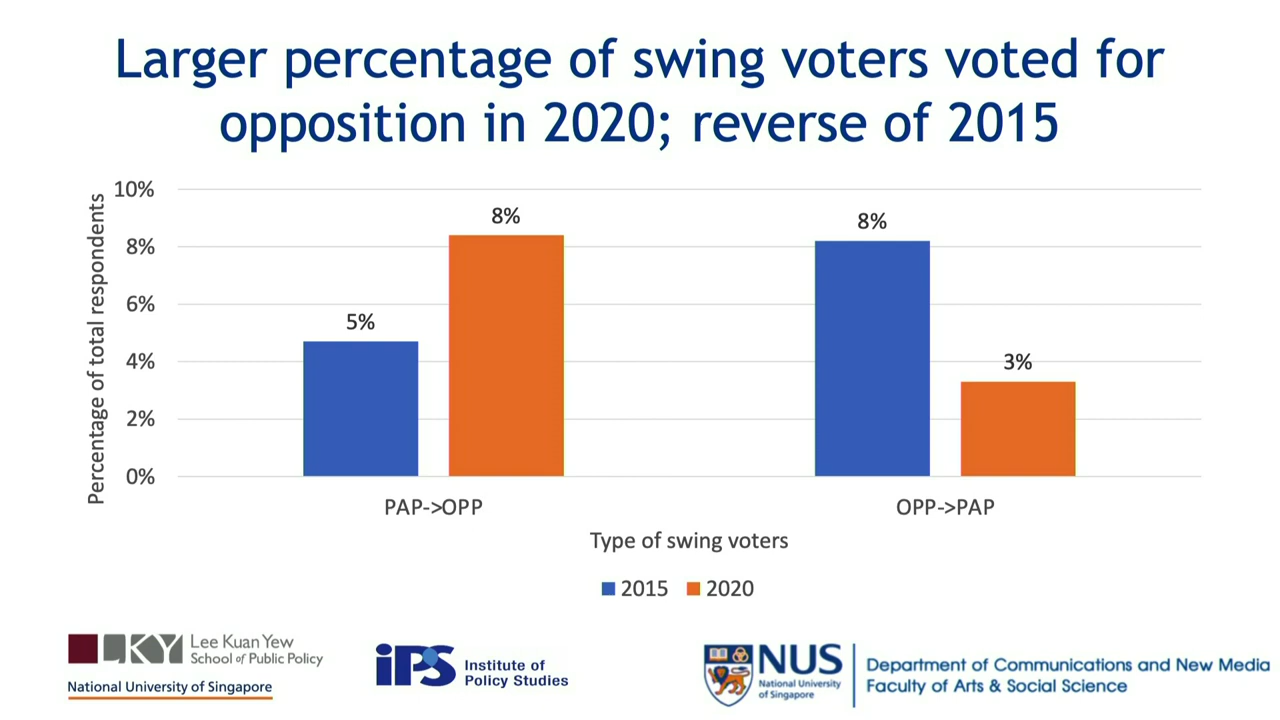 Larger percentage of swing voters voted for
opposition in 2020; reverse of 2015
Percentage of total respondents
10%
8%
6%
4%
2%
0%
5%
8%
8%
3%
PAP->OPP
OPP->PAP
Type of swing voters
2015
2020
LKY
Lee Kuan Yew
School of Public Policy
National University of Singapore
iPS
Institute of
Policy Studies
NUS
National University
of Singapore
Department of Communications and New Media
Faculty of Arts & Social Science